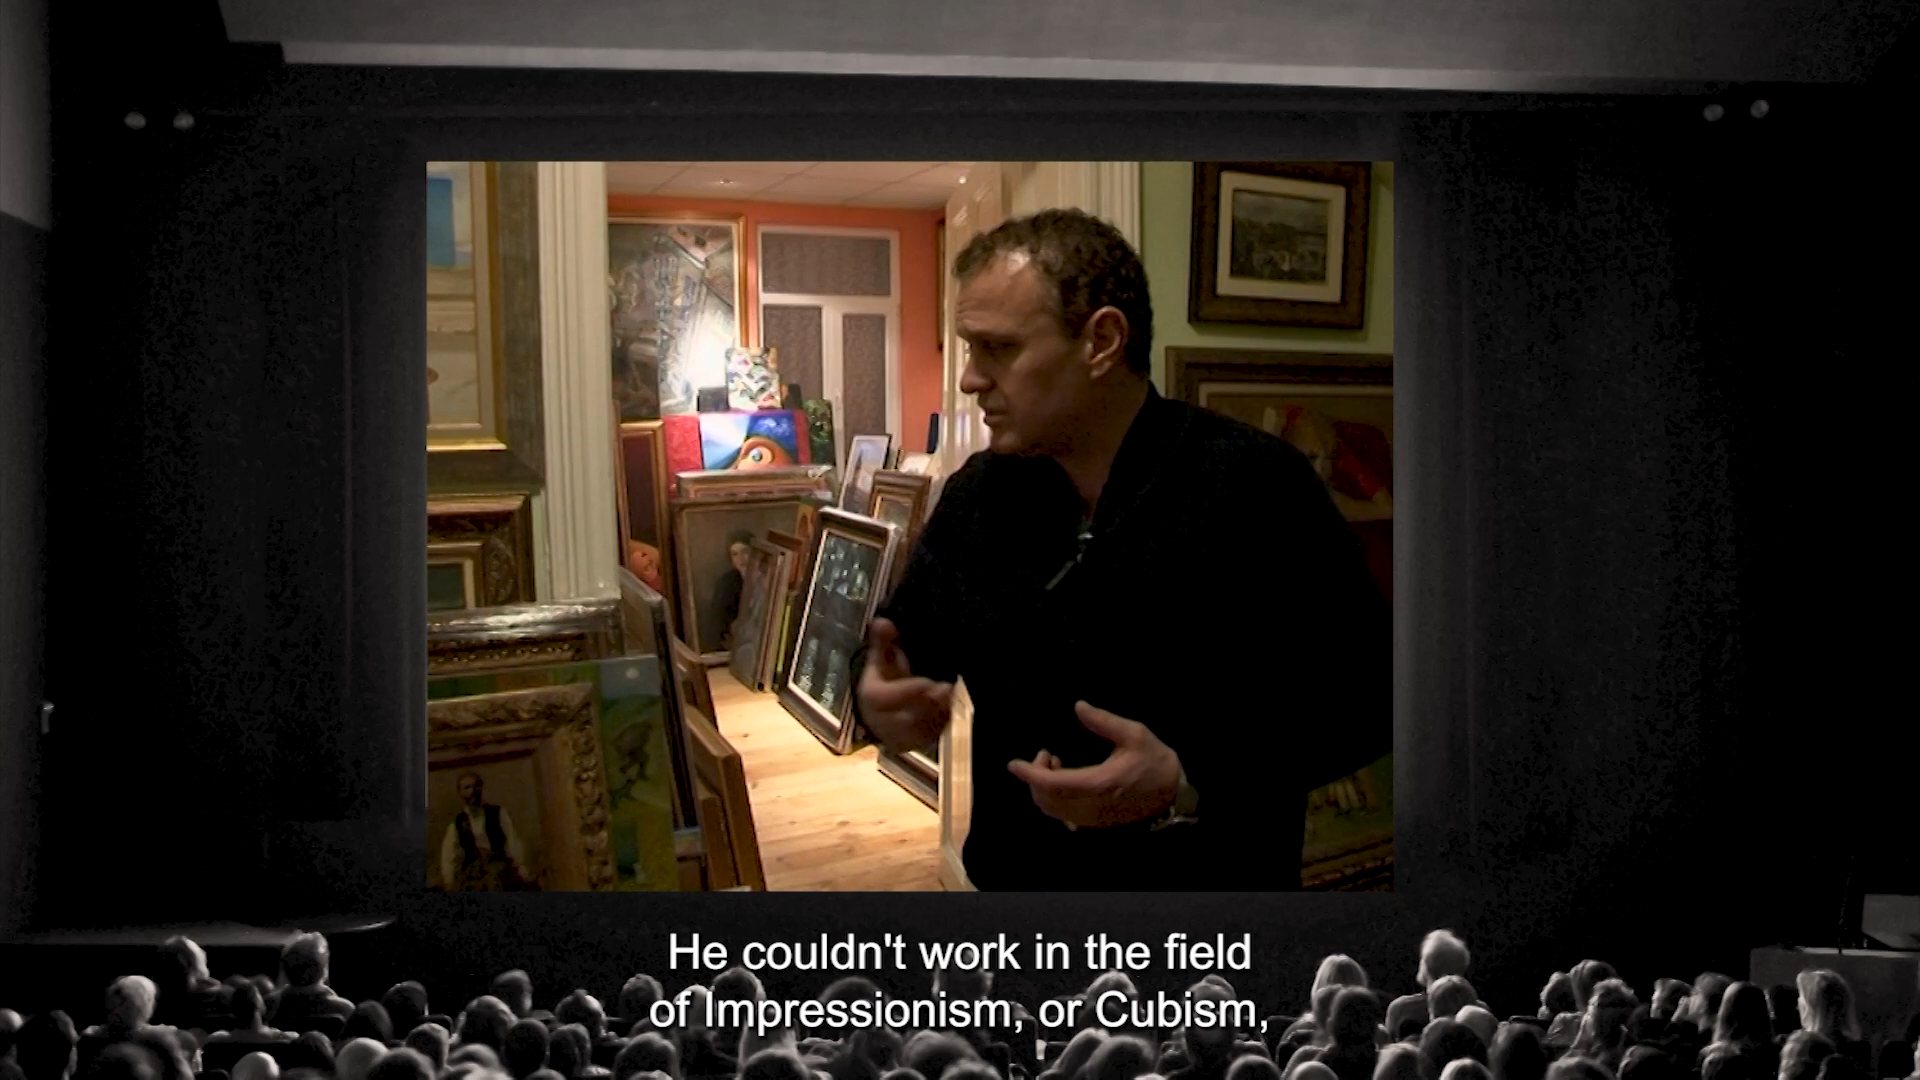 He couldn't work in the field
of Impressionism, or Cubism,